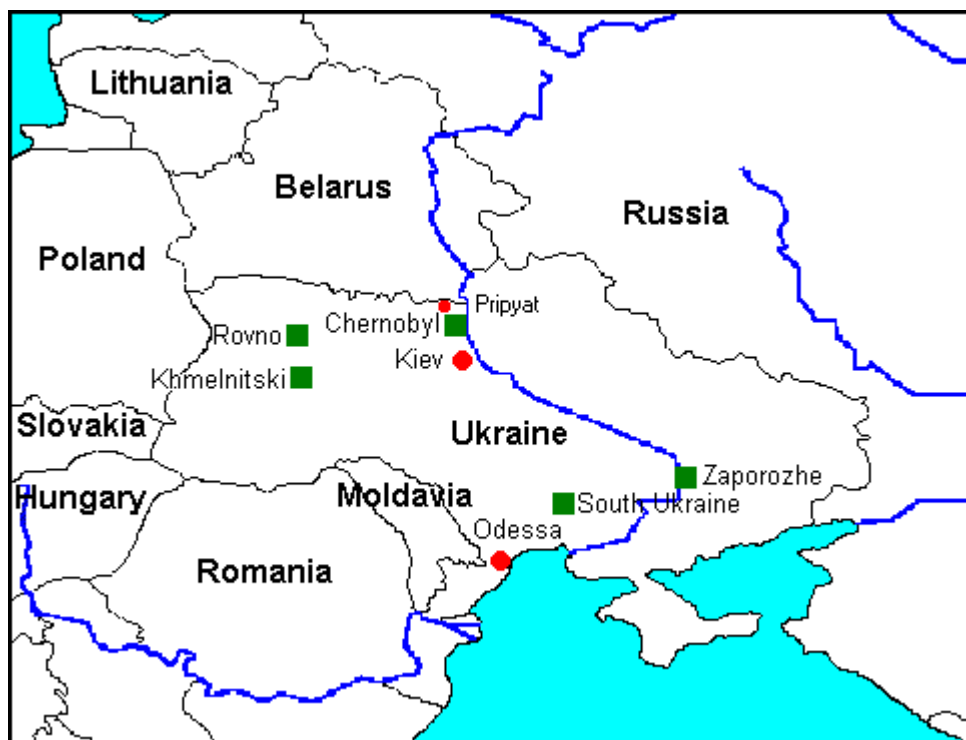 Lithuania
Belarus
Russia
Poland
Pripyat
Chernobyl
Rovno
Kiev
Khmelnitski
Slovakia
Ukraine
Zaporozhe
Hungary
Moldavia
South Ukraine
Odessa
Romania